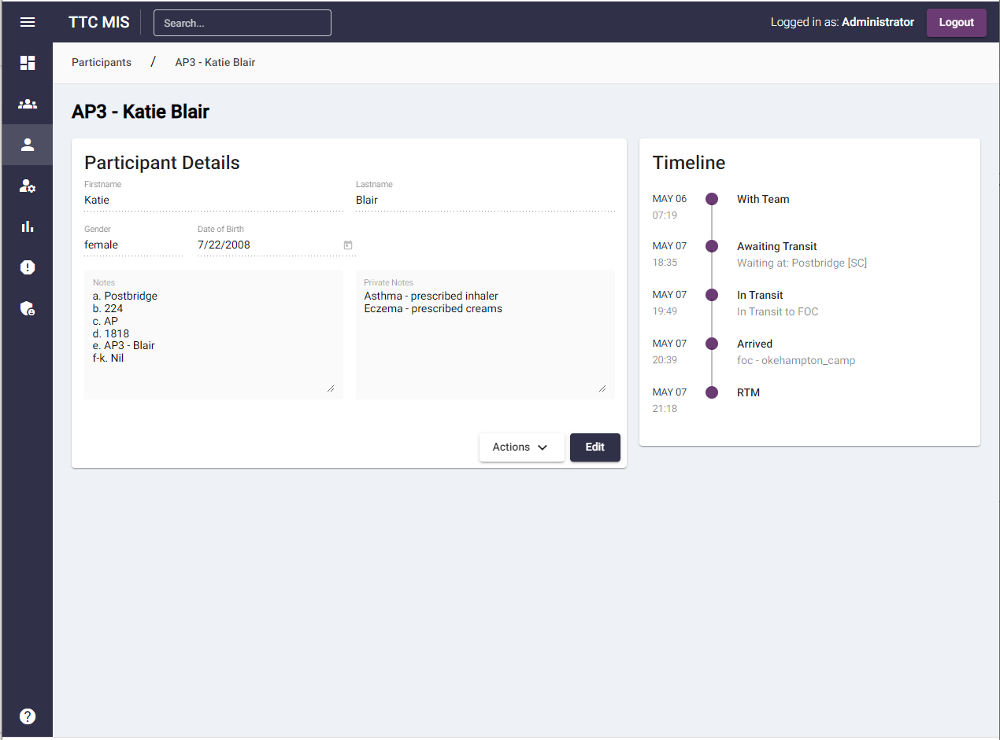 TTC MIS
Search...
Logged in as: Administrator
Logout
Participants / AP3 - Katie Blair
AP3 - Katie Blair
Participant Details
Firstname
Katie
Lastname
Blair
Gender
female
Date of Birth
7/22/2008
Notes
a. Postbridge
b. 224
c. AP
d. 1818
e. AP3 - Blair
f-k. Nil
Private Notes
Asthma - prescribed inhaler
Eczema - prescribed creams
Actions
Edit
Timeline
MAY 06
07:19
With Team
MAY 07
18:35
Awaiting Transit
Waiting at: Postbridge [SC]
MAY 07
19:49
In Transit
In Transit to FOC
MAY 07
20:39
Arrived
foc - okehampton_camp
MAY 07
21:18
RTM